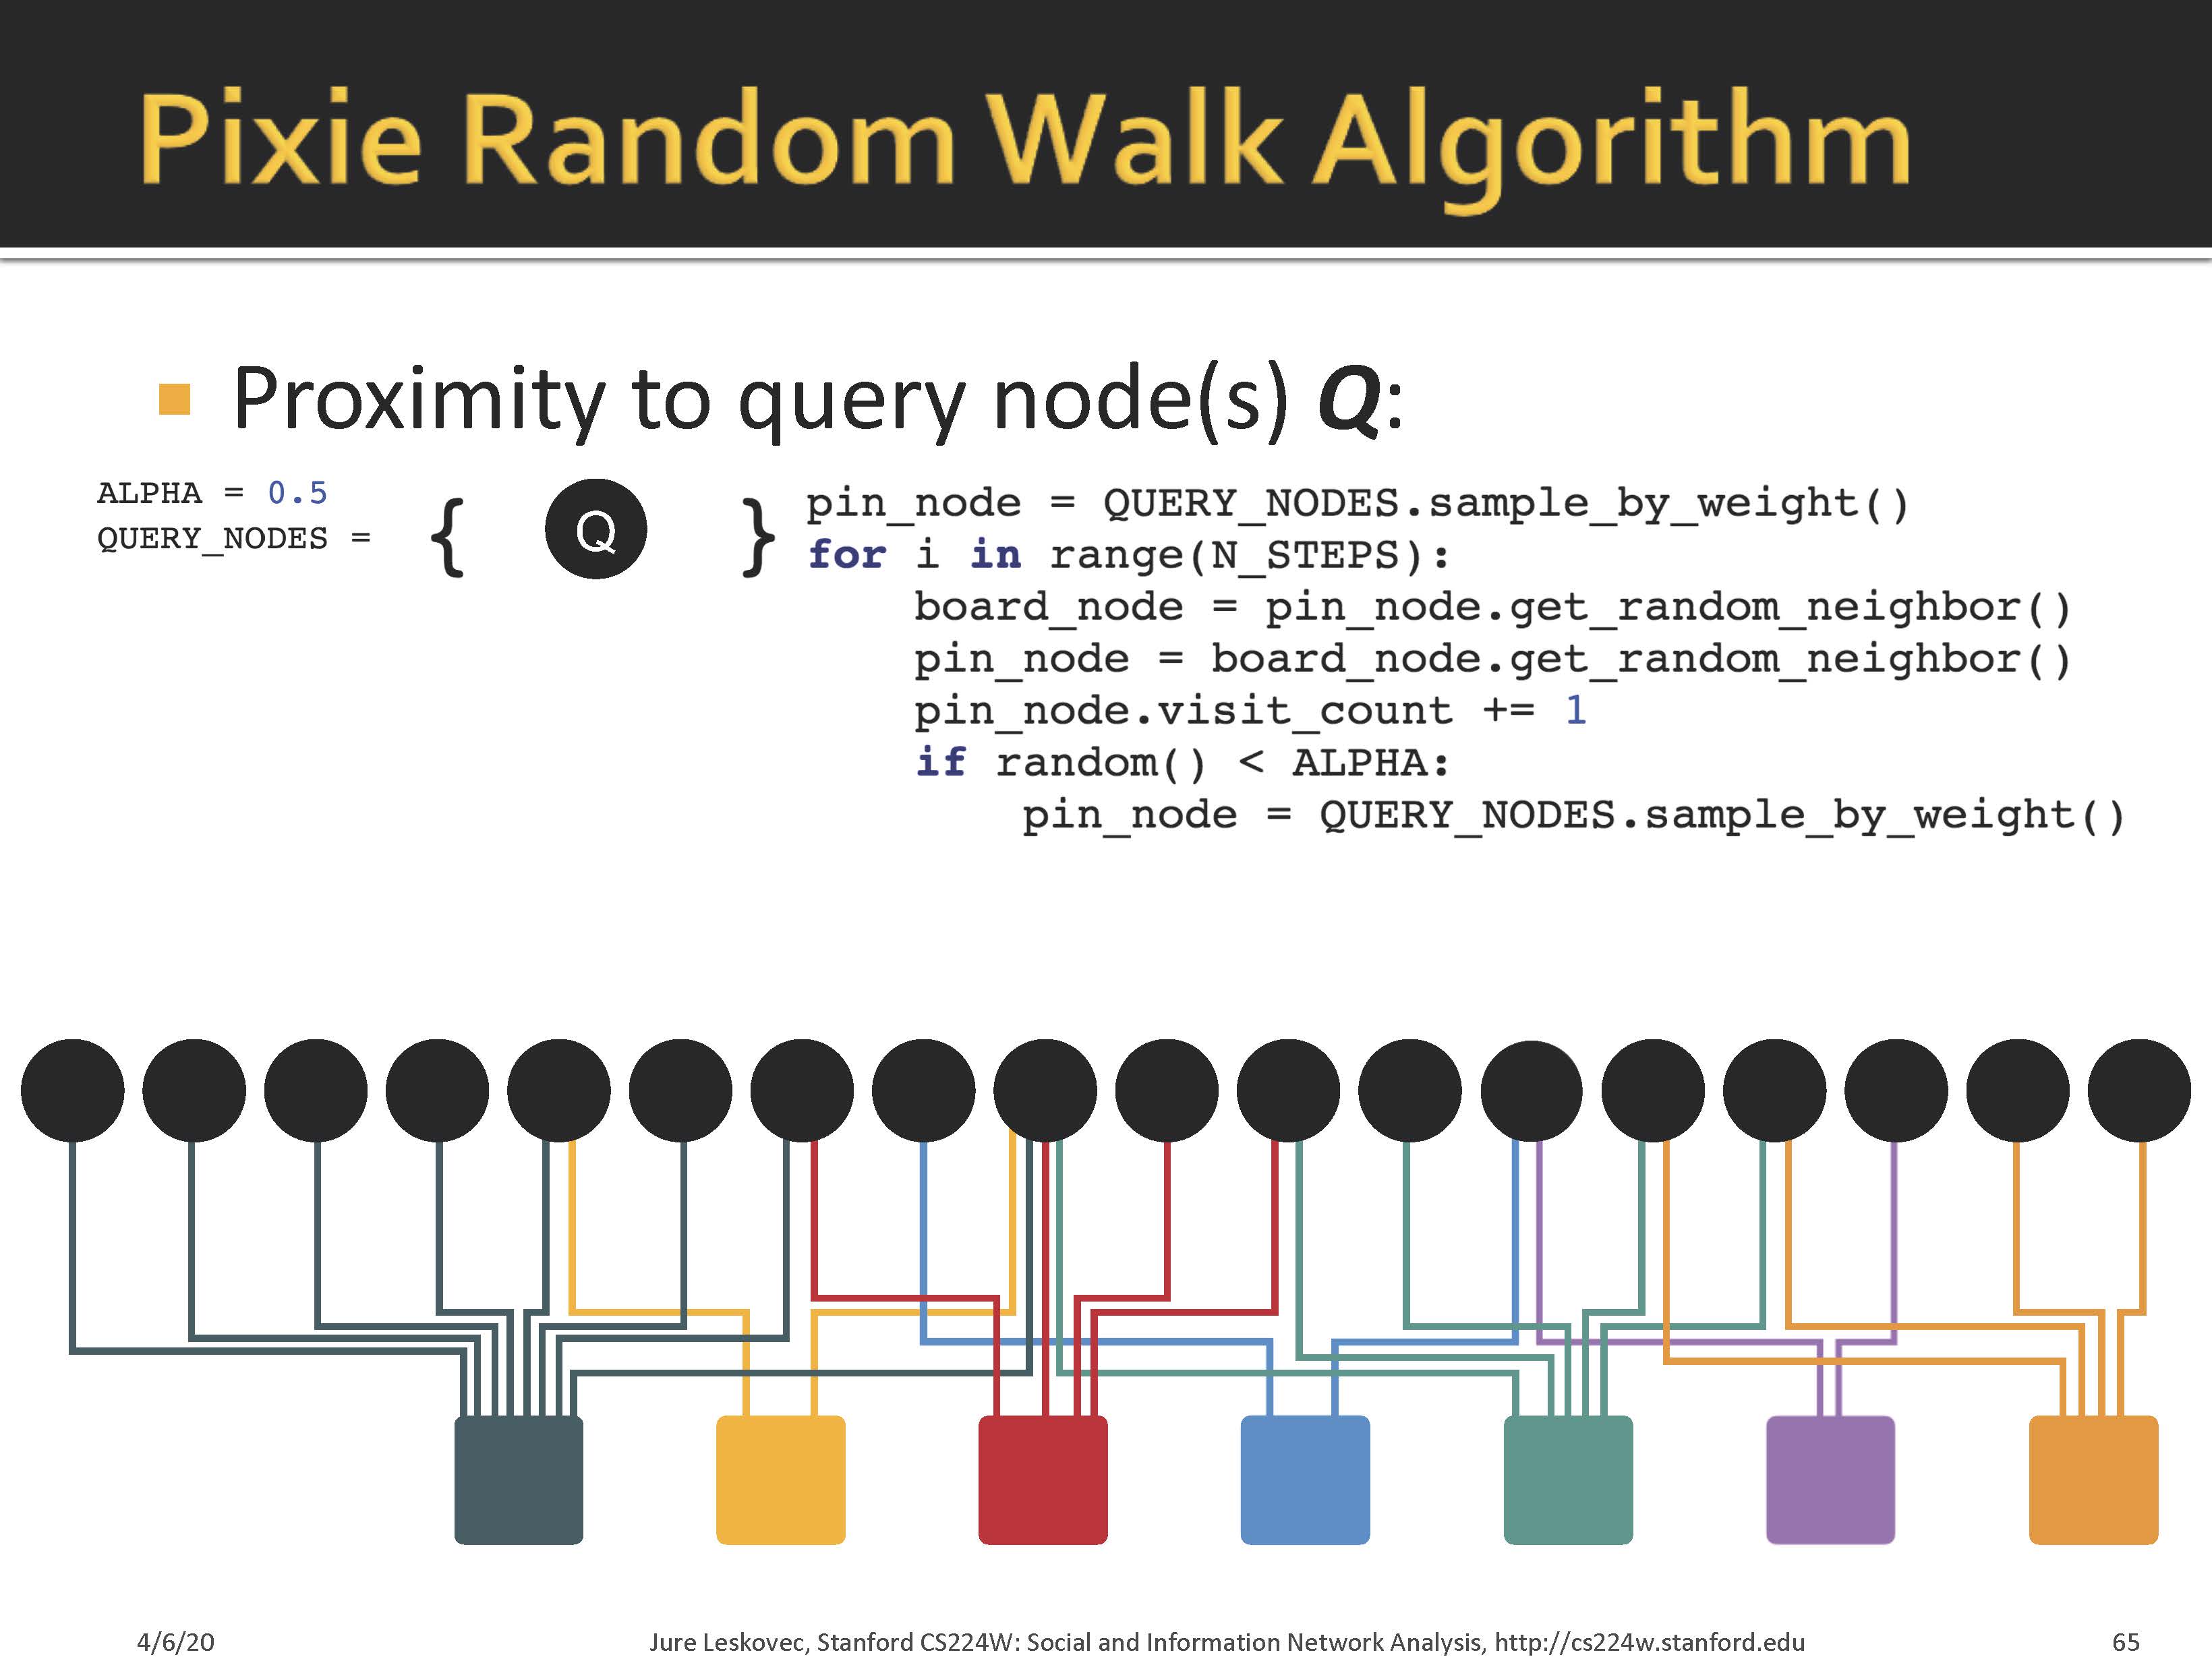 Pixie Random Walk Algorithm
Proximity to query node(s) Q:
ALPHA = 0.5
QUERY_NODES = { Q }
pin_node = QUERY_NODES.sample_by_weight()
for i in range(N_STEPS):
board_node = pin_node.get_random_neighbor()
pin_node = board_node.get_random_neighbor()
pin_node.visit_count += 1
if random() < ALPHA:
pin_node = QUERY_NODES.sample_by_weight()
4/6/20
Jure Leskovec, Stanford CS224W: Social and Information Network Analysis, http://cs224w.stanford.edu
65